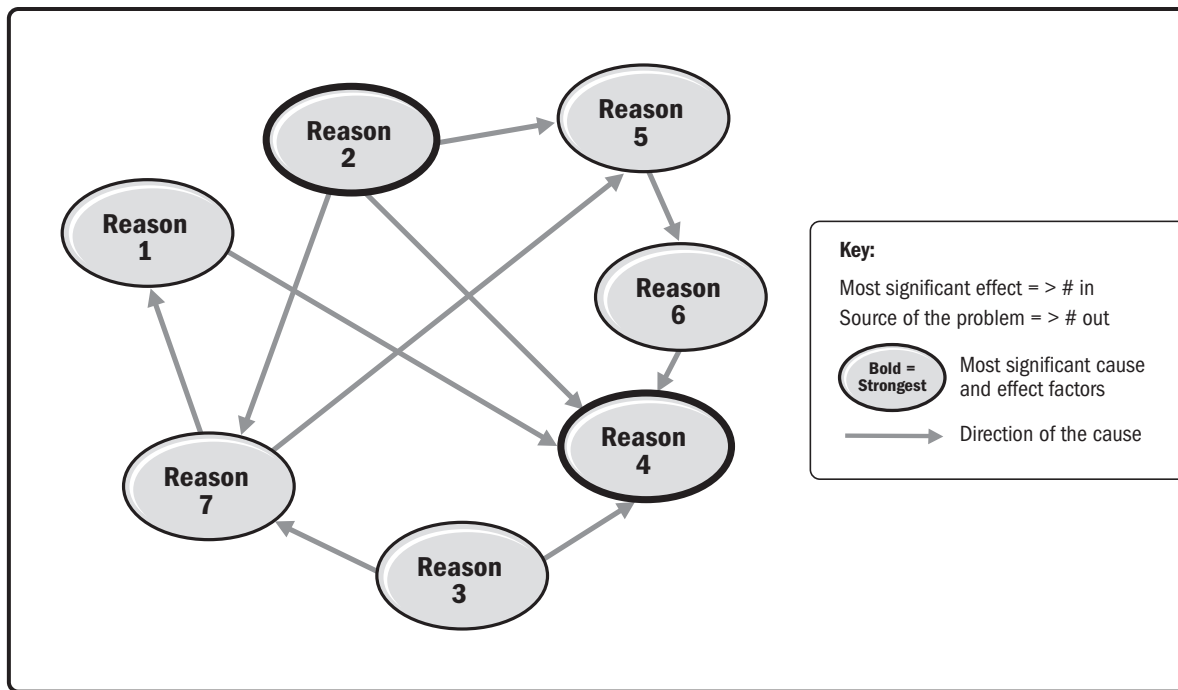 Reason
5
Reason
2
Reason
1
Reason
6
Reason
4
Reason
7
Reason
3
Key:
Most significant effect = > # in
Source of the problem = > # out
Bold =
Strongest
Most significant cause
and effect factors
Direction of the cause